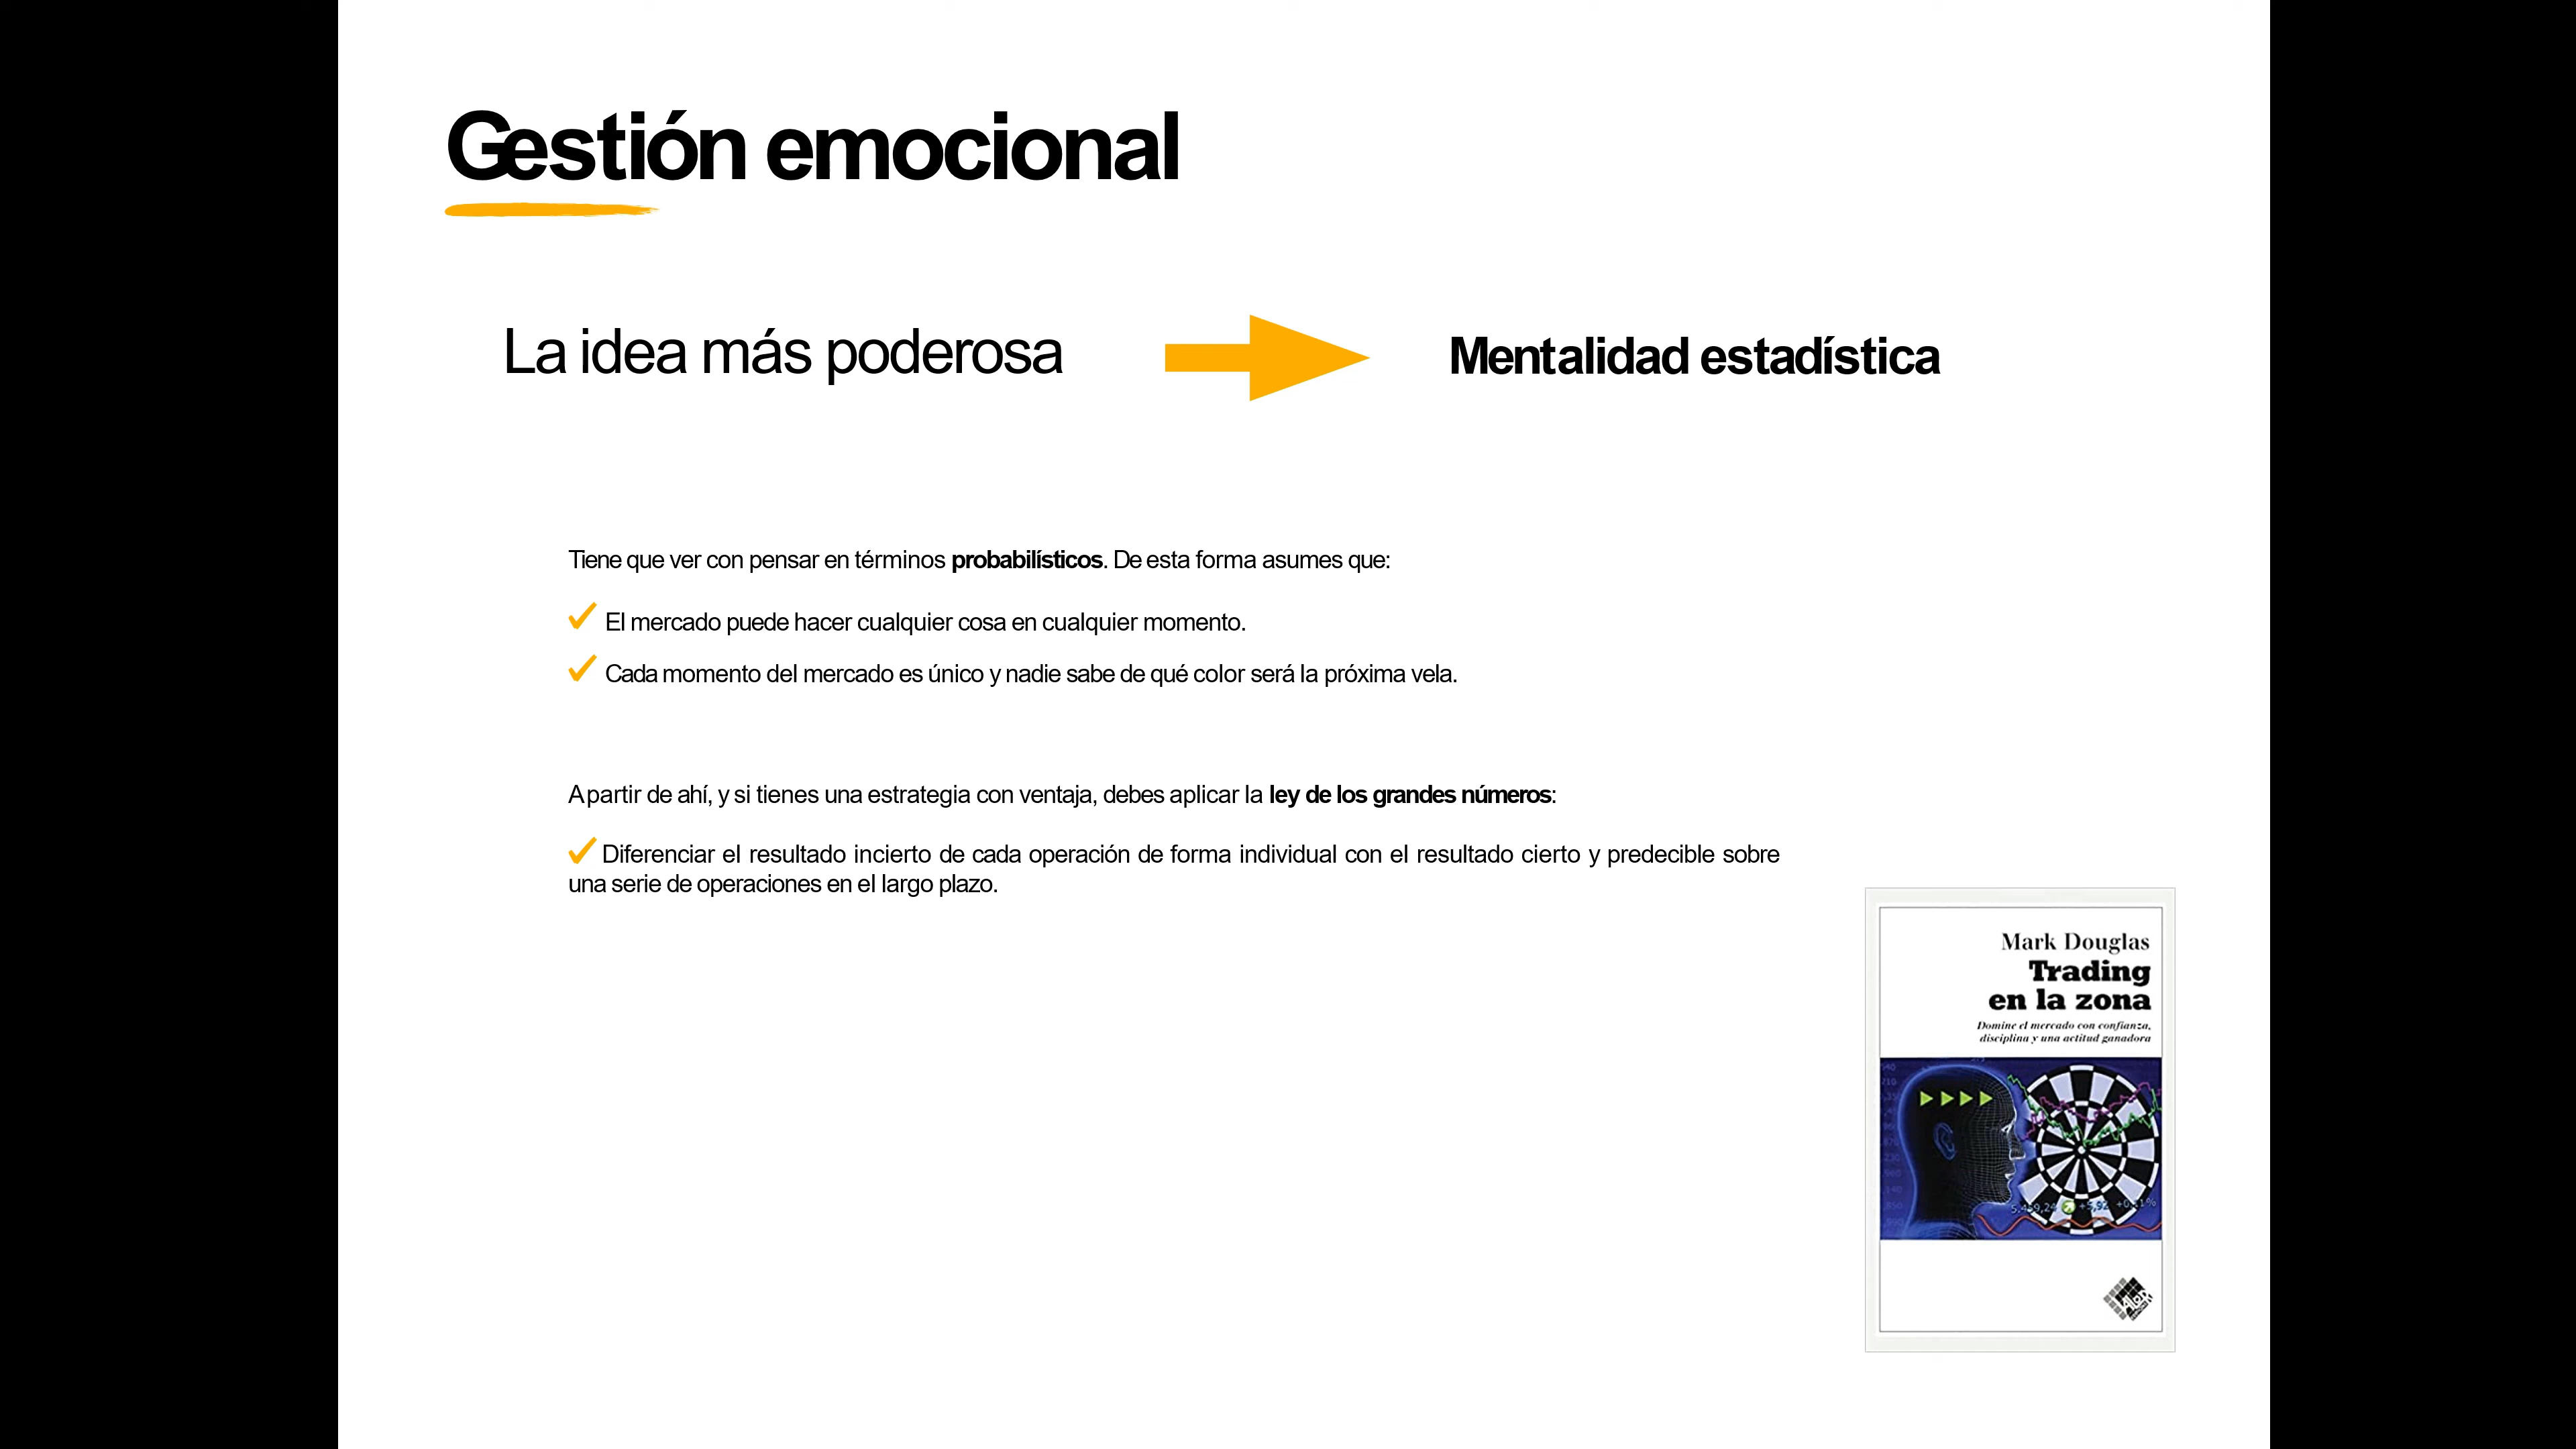 Gestión emocional
La idea más poderosa
Mentalidad estadística
Tiene que ver con pensar en términos probabilísticos. De esta forma asumes que:
El mercado puede hacer cualquier cosa en cualquier momento.
Cada momento del mercado es único y nadie sabe de qué color será la próxima vela.
A partir de ahí, y si tienes una estrategia con ventaja, debes aplicar la ley de los grandes números:
Diferenciar el resultado incierto de cada operación de forma individual con el resultado cierto y predecible sobre
una serie de operaciones en el largo plazo.
Mark Douglas
Trading
en la zona
Domine el mercado con confianza,
disciplina y una actitud ganadora